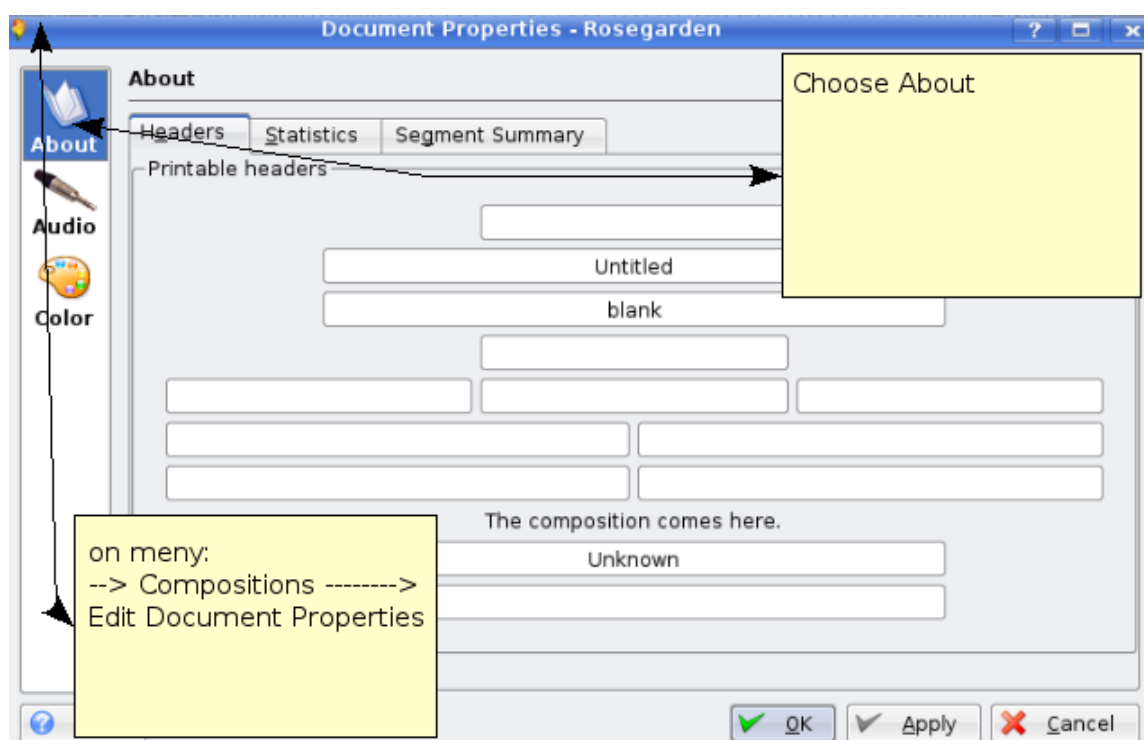 Document Properties - Rosegarden
?
About
Choose About
Headers Statistics Segment Summary
About
Printable headers
Audio
Untitled
Color
blank
The composition comes here.
on meny:
--> Compositions -------->
Edit Document Properties
Unknown
OK Apply Cancel